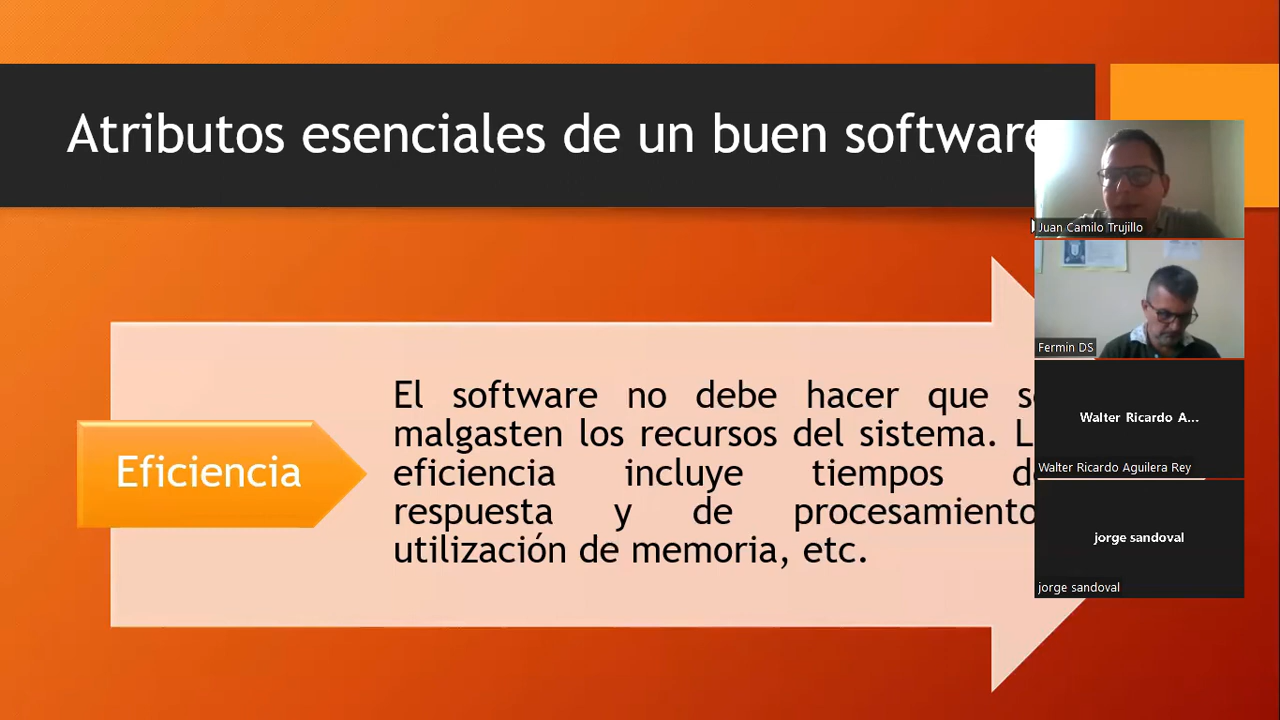 Atributos esenciales de un buen software
Eficiencia
El software no debe hacer que
malgasten los recursos del sistema.
eficiencia incluye tiempos
respuesta y de procesamiento
utilización de memoria, etc.
Juan Camilo Trujillo
Fermin DS
Walter Ricardo A...
Walter Ricardo Aguilera Rey
jorge sandoval
jorge sandoval